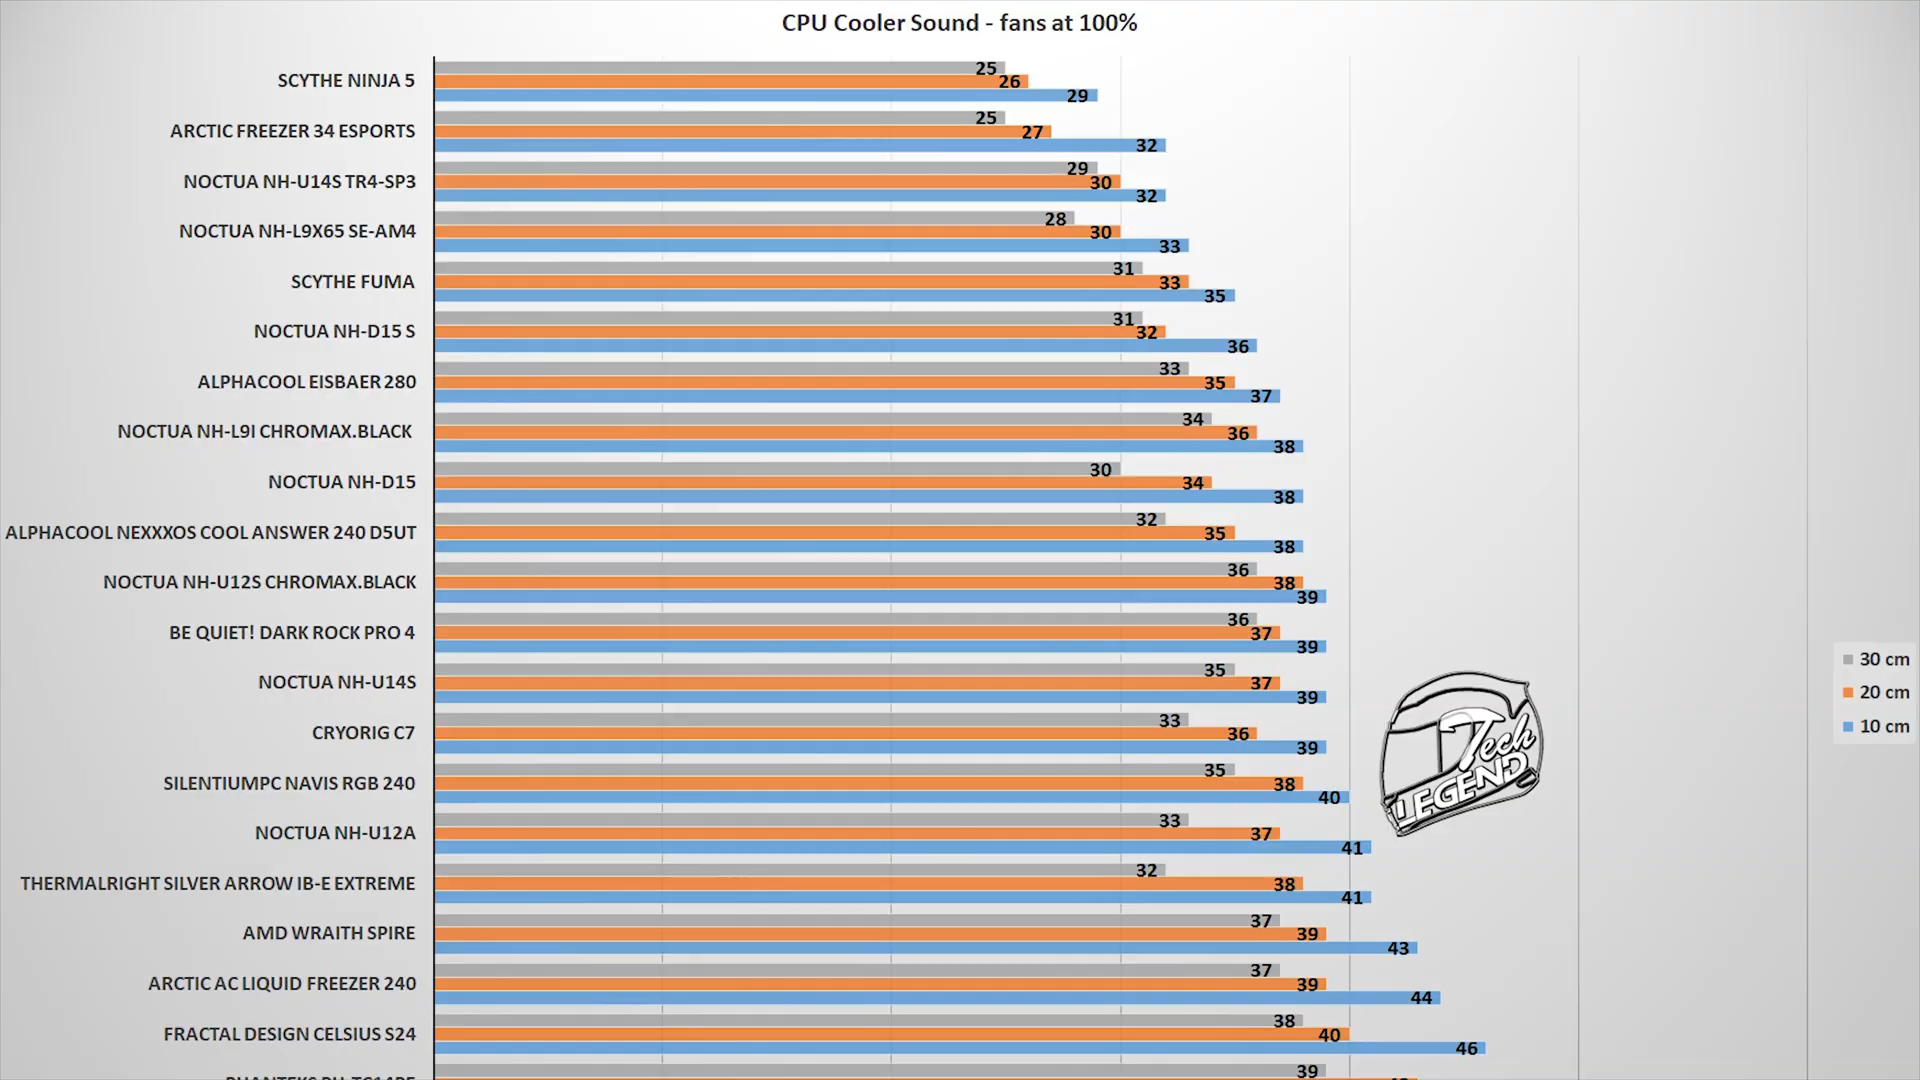 CPU Cooler Sound - fans at 100%
SCYTHE NINJA 5
25
26
29
ARCTIC FREEZER 34 ESPORTS
25
27
32
NOCTUA NH-U14S TR4-SP3
29
30
32
NOCTUA NH-L9X65 SE-AM4
28
30
33
SCYTHE FUMA
31
33
35
NOCTUA NH-D15 S
31
32
36
ALPHACOOL EISBAER 280
33
35
37
NOCTUA NH-L9I CHROMAX.BLACK
34
36
38
NOCTUA NH-D15
30
34
38
ALPHACOOL NEXXXOS COOL ANSWER 240 D5UT
32
35
38
NOCTUA NH-U12S CHROMAX.BLACK
36
38
39
BE QUIET! DARK ROCK PRO 4
36
37
39
NOCTUA NH-U14S
35
37
39
CRYORIG C7
33
36
39
SILENTIUMPC NAVIS RGB 240
35
38
40
NOCTUA NH-U12A
33
37
41
THERMALRIGHT SILVER ARROW IB-E EXTREME
32
38
41
AMD WRAITH SPIRE
37
39
43
ARCTIC AC LIQUID FREEZER 240
37
39
44
FRACTAL DESIGN CELSIUS S24
38
40
46
39
30 cm
20 cm
10 cm
Tech
LEGEND